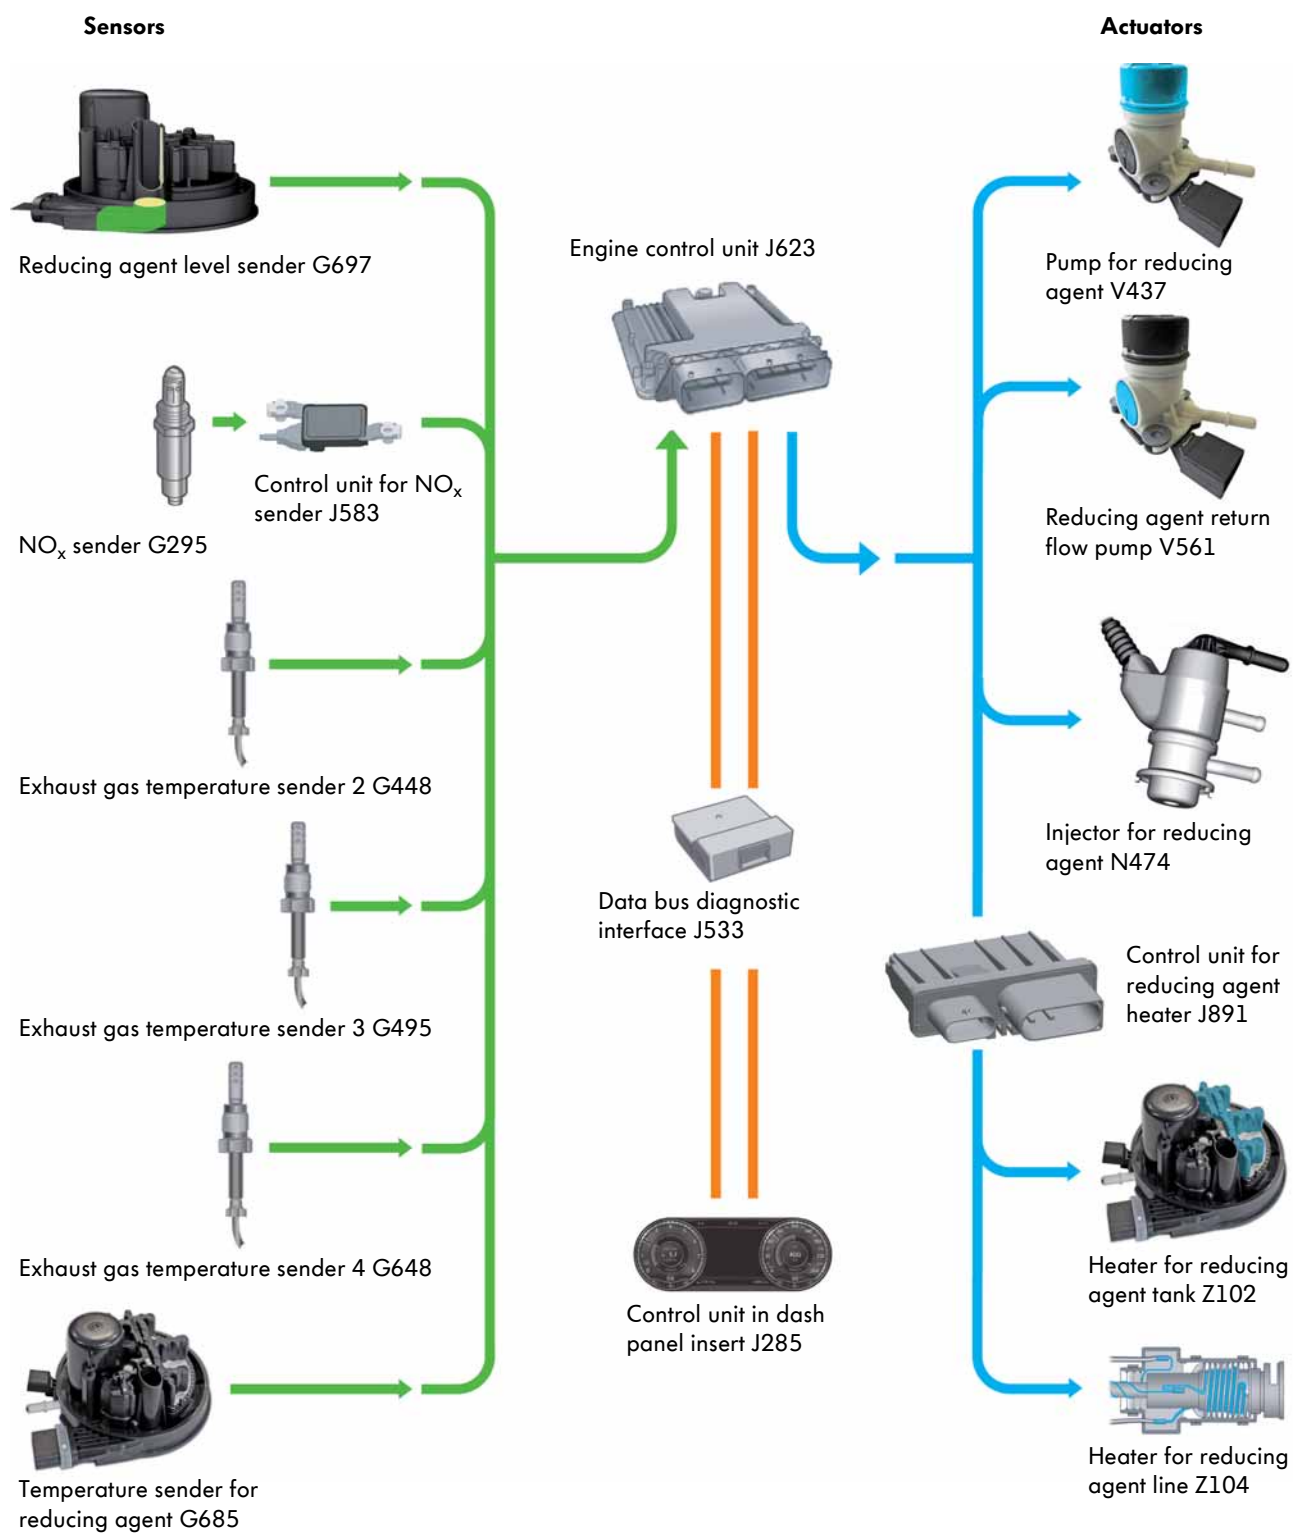 Sensors
Actuators
Reducing agent level sender G697
Engine control unit J623
Pump for reducing
agent V437
Control unit for NOx
sender J583
NOx sender G295
Reducing agent return
flow pump V561
Exhaust gas temperature sender 2 G448
Injector for reducing
agent N474
Data bus diagnostic
interface J533
Control unit for
reducing agent
heater J891
Exhaust gas temperature sender 3 G495
Exhaust gas temperature sender 4 G648
Heater for reducing
agent tank Z102
Control unit in dash
panel insert J285
Temperature sender for
reducing agent G685
Heater for reducing
agent line Z104